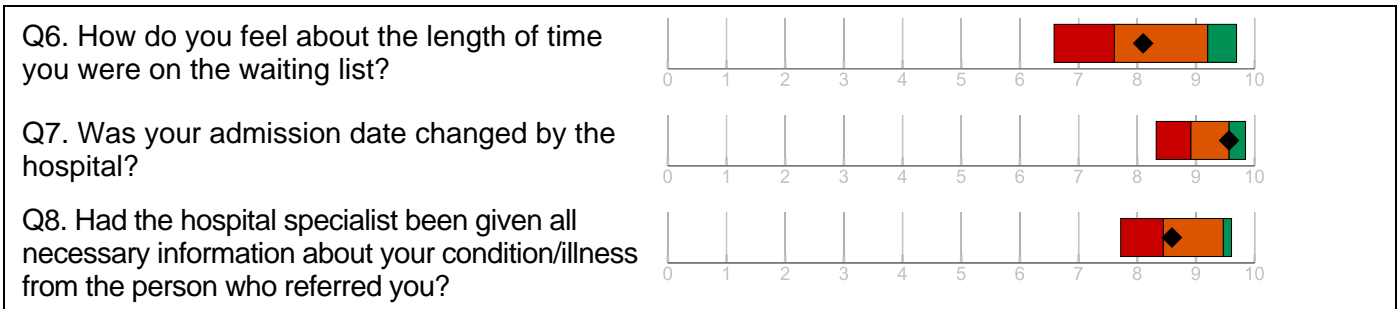 Q6. How do you feel about the length of time
you were on the waiting list?
0 1 2 3 4 5 6 7 8 9 10
Q7. Was your admission date changed by the
hospital?
0 1 2 3 4 5 6 7 8 9 10
Q8. Had the hospital specialist been given all
necessary information about your condition/illness
from the person who referred you?
0 1 2 3 4 5 6 7 8 9 10